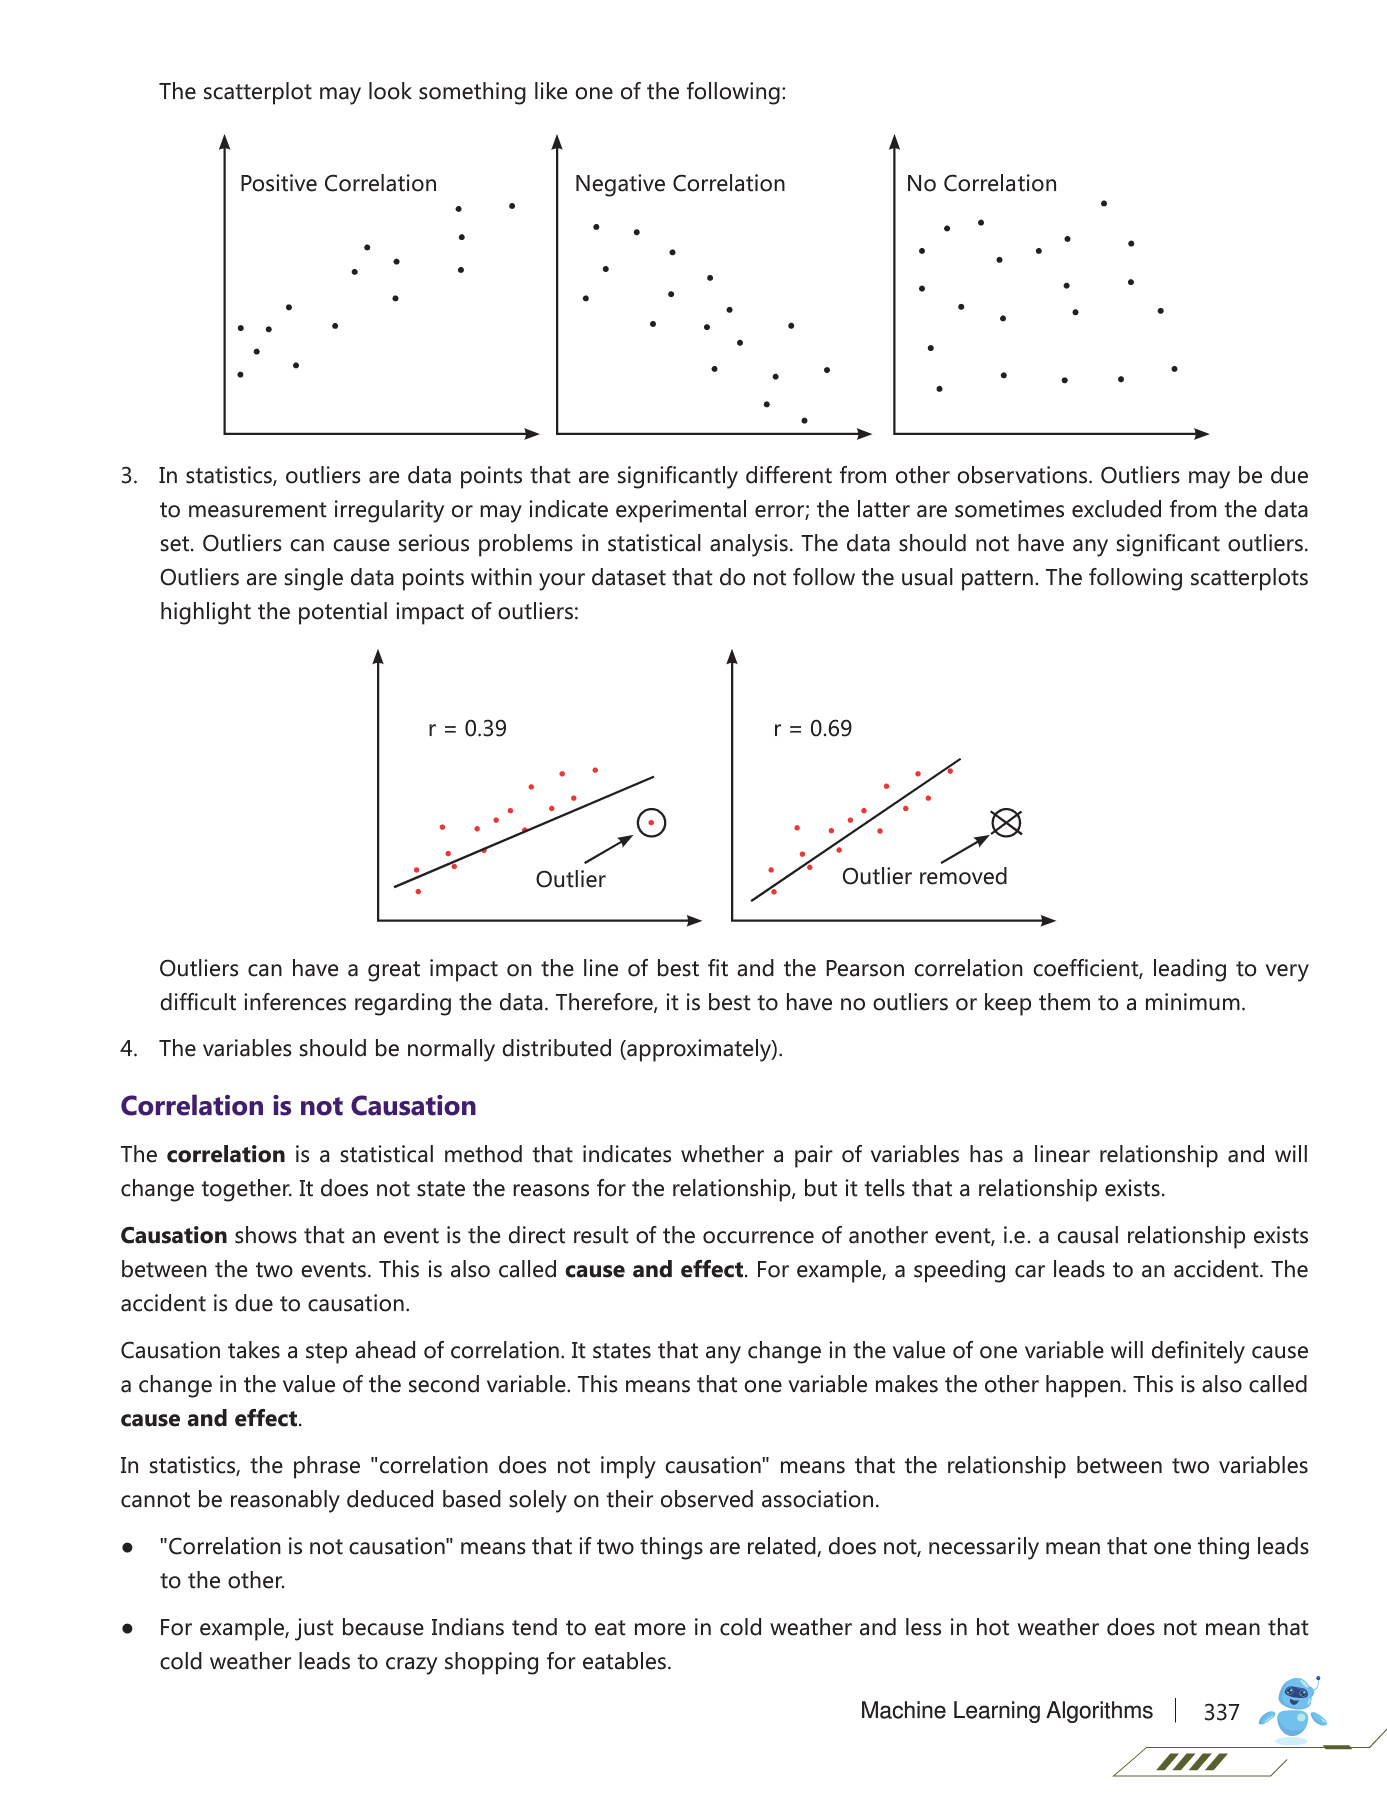 The scatterplot may look something like one of the following:
Positive Correlation
Negative Correlation
No Correlation
3. In statistics, outliers are data points that are significantly different from other observations. Outliers may be due
to measurement irregularity or may indicate experimental error; the latter are sometimes excluded from the data
set. Outliers can cause serious problems in statistical analysis. The data should not have any significant outliers.
Outliers are single data points within your dataset that do not follow the usual pattern. The following scatterplots
highlight the potential impact of outliers:
r = 0.39
Outlier
r = 0.69
Outlier removed
Outliers can have a great impact on the line of best fit and the Pearson correlation coefficient, leading to very
difficult inferences regarding the data. Therefore, it is best to have no outliers or keep them to a minimum.
4. The variables should be normally distributed (approximately).
Correlation is not Causation
The correlation is a statistical method that indicates whether a pair of variables has a linear relationship and will
change together. It does not state the reasons for the relationship, but it tells that a relationship exists.
Causation shows that an event is the direct result of the occurrence of another event, i.e. a causal relationship exists
between the two events. This is also called cause and effect. For example, a speeding car leads to an accident. The
accident is due to causation.
Causation takes a step ahead of correlation. It states that any change in the value of one variable will definitely cause
a change in the value of the second variable. This means that one variable makes the other happen. This is also called
cause and effect.
In statistics, the phrase "correlation does not imply causation" means that the relationship between two variables
cannot be reasonably deduced based solely on their observed association.
● "Correlation is not causation" means that if two things are related, does not, necessarily mean that one thing leads
to the other.
● For example, just because Indians tend to eat more in cold weather and less in hot weather does not mean that
cold weather leads to crazy shopping for eatables.
Machine Learning Algorithms 337